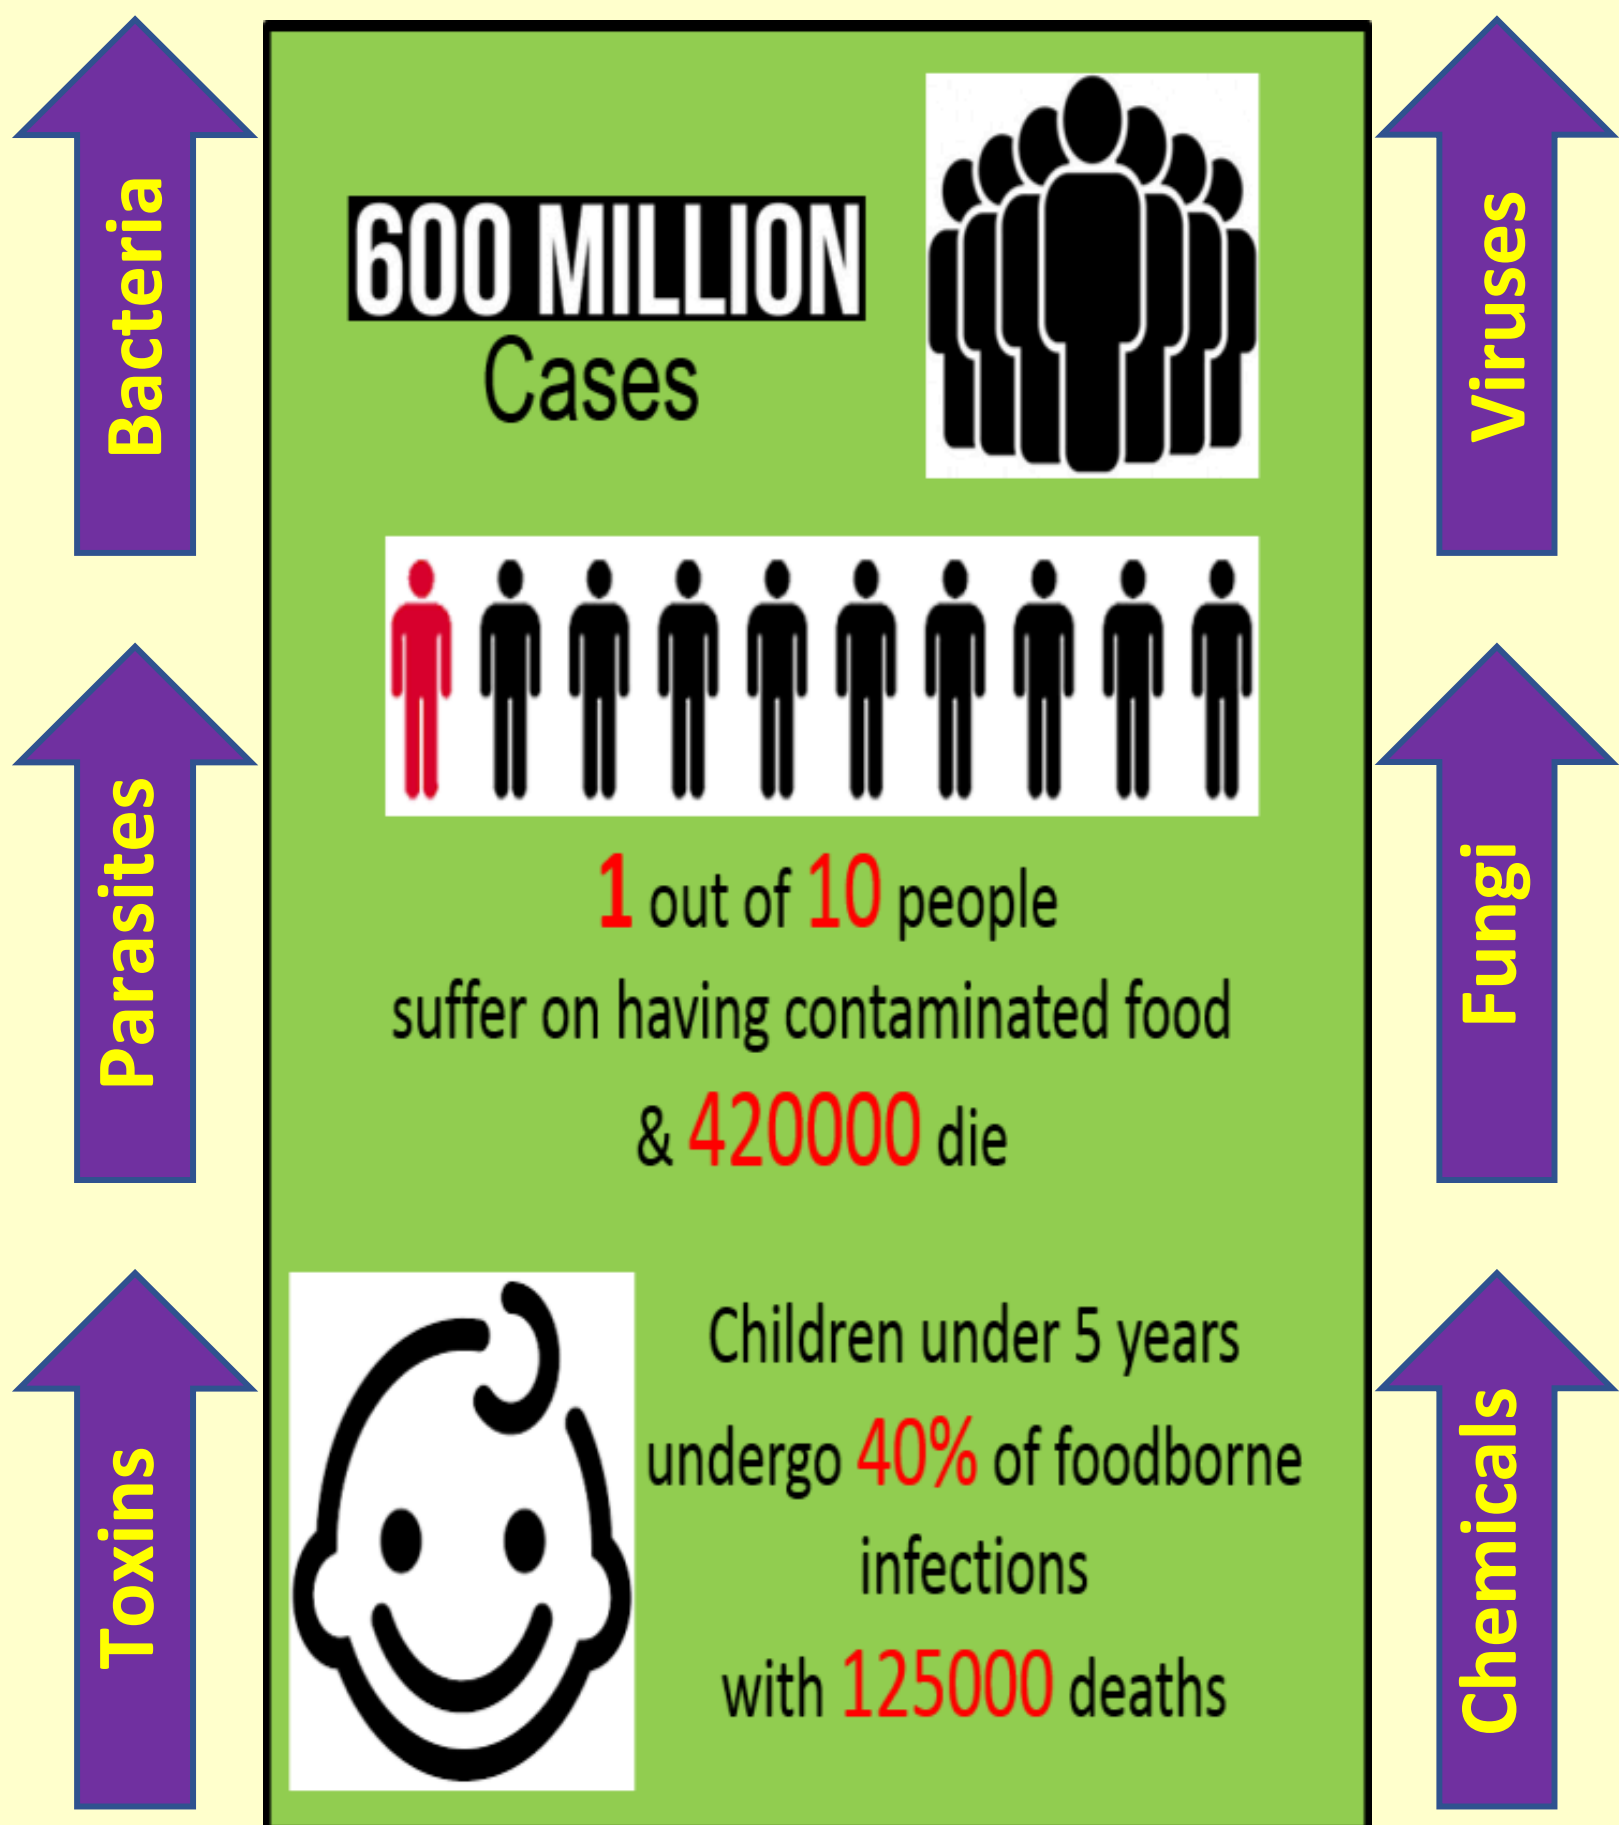 Bacteria
Parasites
Toxins
600 MILLION
Cases
1 out of 10 people
suffer on having contaminated food
& 420000 die
Children under 5 years
undergo 40% of foodborne
infections
with 125000 deaths
Viruses
Fungi
Chemicals